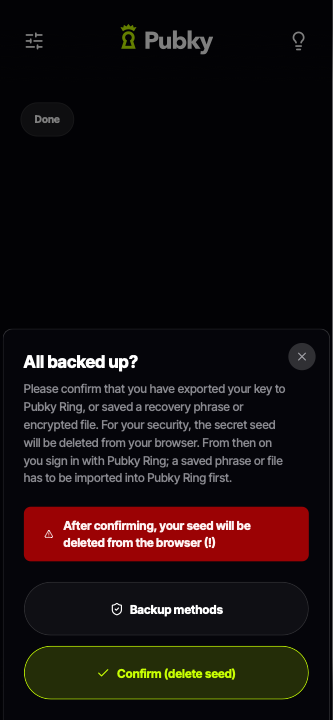 Pubky
Done
All backed up?
Please confirm that you have exported your key to
Pubky Ring, or saved a recovery phrase or
encrypted file. For your security, the secret seed
will be deleted from your browser. From then on
you sign in with Pubky Ring; a saved phrase or file
has to be imported into Pubky Ring first.
After confirming, your seed will be
deleted from the browser (!)
Backup methods
Confirm (delete seed)